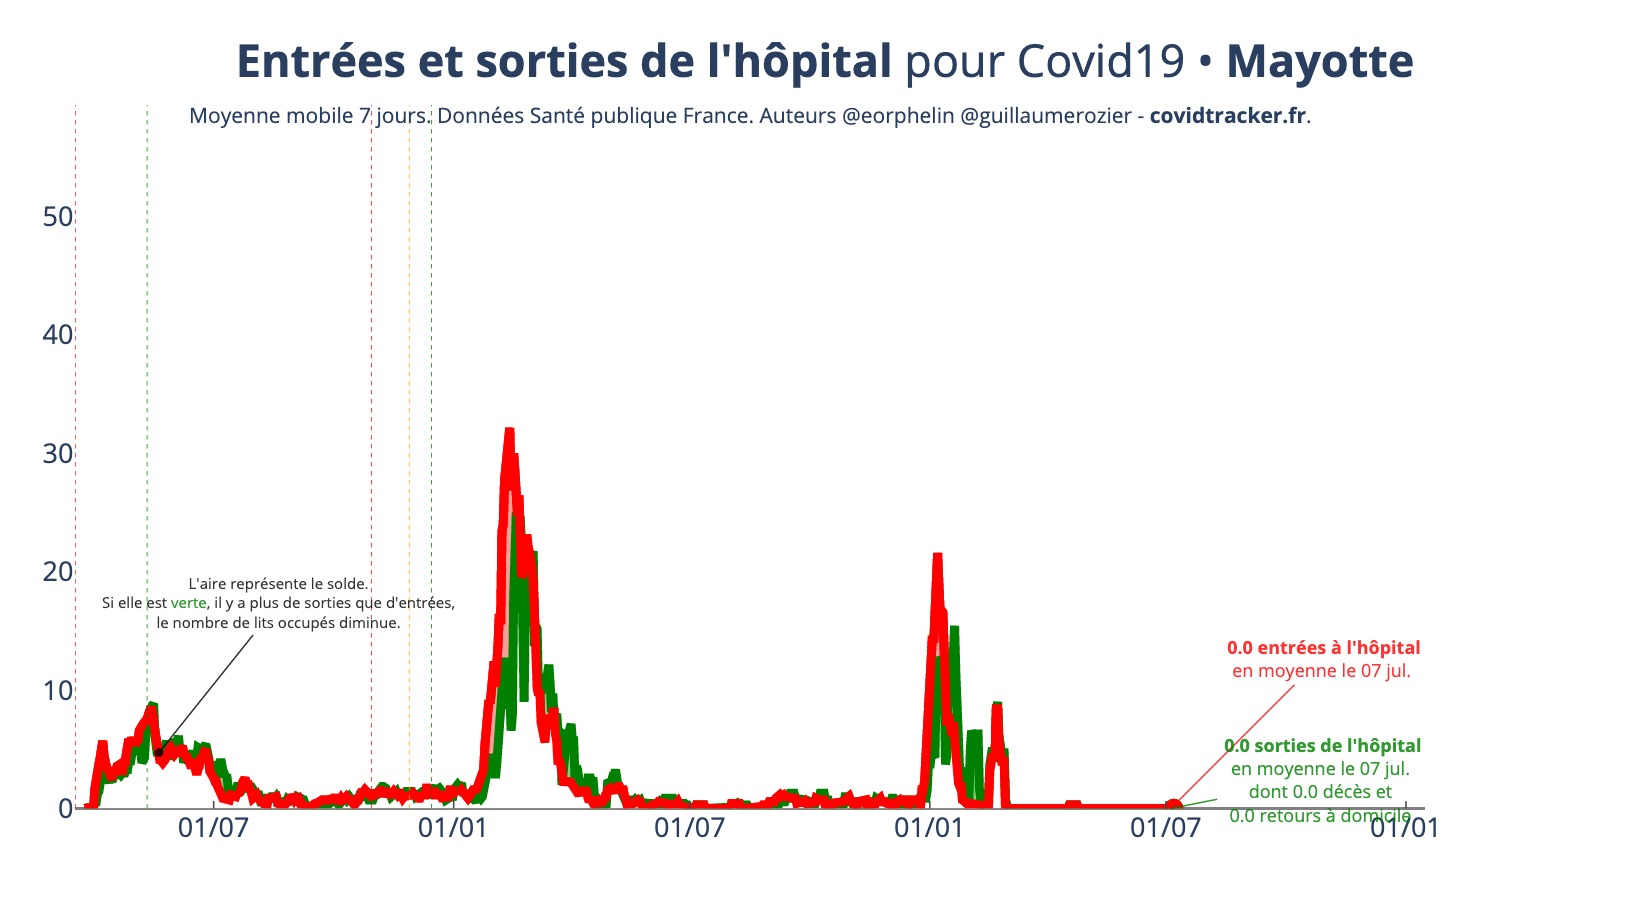 Entrées et sorties de l'hôpital pour Covid19 • Mayotte
Moyenne mobile 7 jours. Données Santé publique France. Auteurs @eorphelin @guillaumerozier - covidtracker.fr.
50
40
30
20
10
0
L'aire représente le solde.
Si elle est verte, il y a plus de sorties que d'entrées,
le nombre de lits occupés diminue.
0.0 entrées à l'hôpital
en moyenne le 07 jul.
0.0 sorties de l'hôpital
en moyenne le 07 jul.
dont 0.0 décès et
0.0 retours à domicile
01/07 01/01 01/07 01/01 01/07 01/01